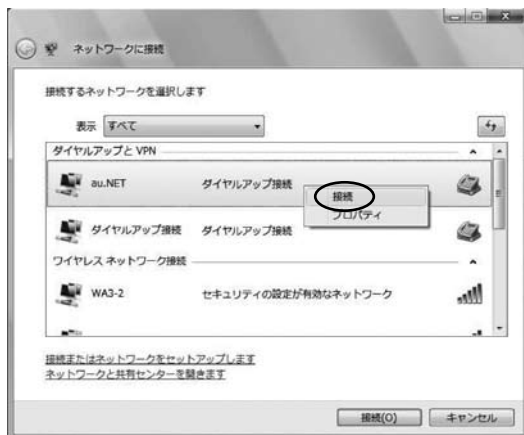 ネットワークに接続
接続するネットワークを選択します
表示 すべて
ダイヤルアップと VPN
au.NET ダイヤルアップ接続
接続
プロパティ
ダイヤルアップ接続 ダイヤルアップ接続
ワイヤレス ネットワーク接続
WA3-2 セキュリティの設定が有効なネットワーク
接続またはネットワークをセットアップします
ネットワークと共有センターを開きます
接続(O) キャンセル